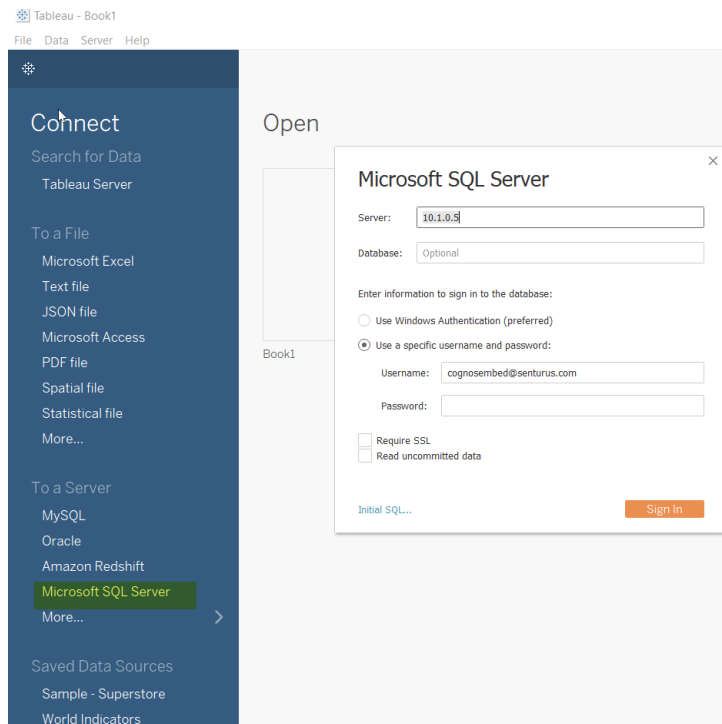 Tableau - Book1
File Data Server Help
Connect
Search for Data
Tableau Server
To a File
Microsoft Excel
Text file
JSON file
Microsoft Access
PDF file
Spatial file
Statistical file
More...
To a Server
MySQL
Oracle
Amazon Redshift
Microsoft SQL Server
More...
Saved Data Sources
Sample - Superstore
World Indicators
Open
Book1
Microsoft SQL Server
Server: 10.1.0.5
Database: Optional
Enter information to sign in to the database:
Use Windows Authentication (preferred)
Use a specific username and password:
Username: cognosembed@senturus.com
Password:
Require SSL
Read uncommitted data
Initial SQL... Sign In